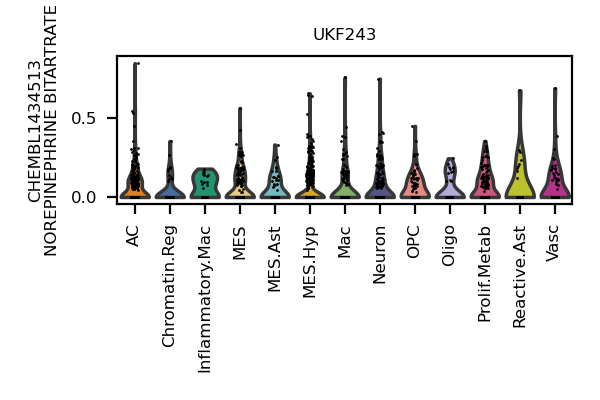 UKF243
CHEMBL1434513
NOREPINEPHRINE BITARTRATE
0.5
0.0
AC
Chromatin.Reg
Inflammatory.Mac
MES
MES.Ast
MES.Hyp
Mac
Neuron
OPC
Oligo
Prolif.Metab
Reactive.Ast
Vasc